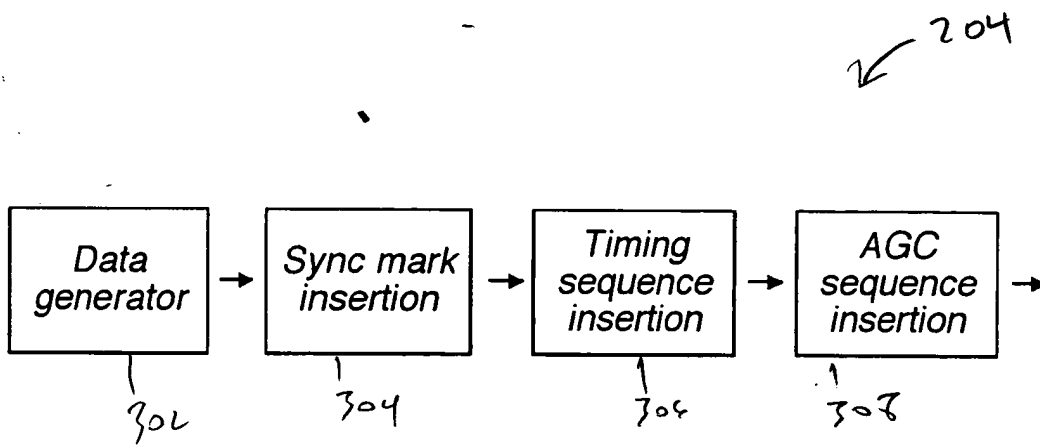 204
Data
generator
Sync mark
insertion
Timing
sequence
insertion
AGC
sequence
insertion
302
304
306
308